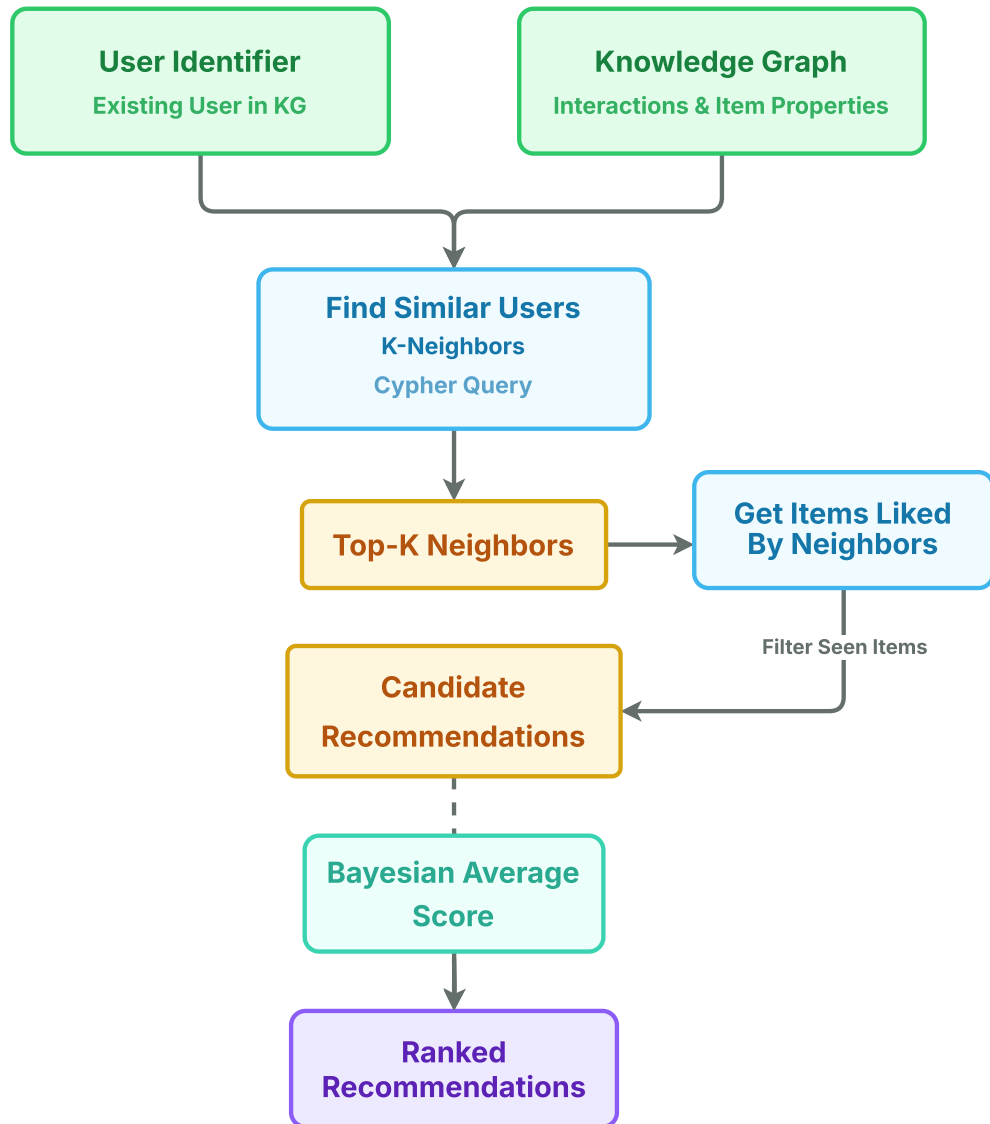 User Identifier
Existing User in KG
Knowledge Graph
Interactions & Item Properties
Find Similar Users
K-Neighbors
Cypher Query
Top-K Neighbors
Get Items Liked
By Neighbors
Filter Seen Items
Candidate
Recommendations
Bayesian Average
Score
Ranked
Recommendations